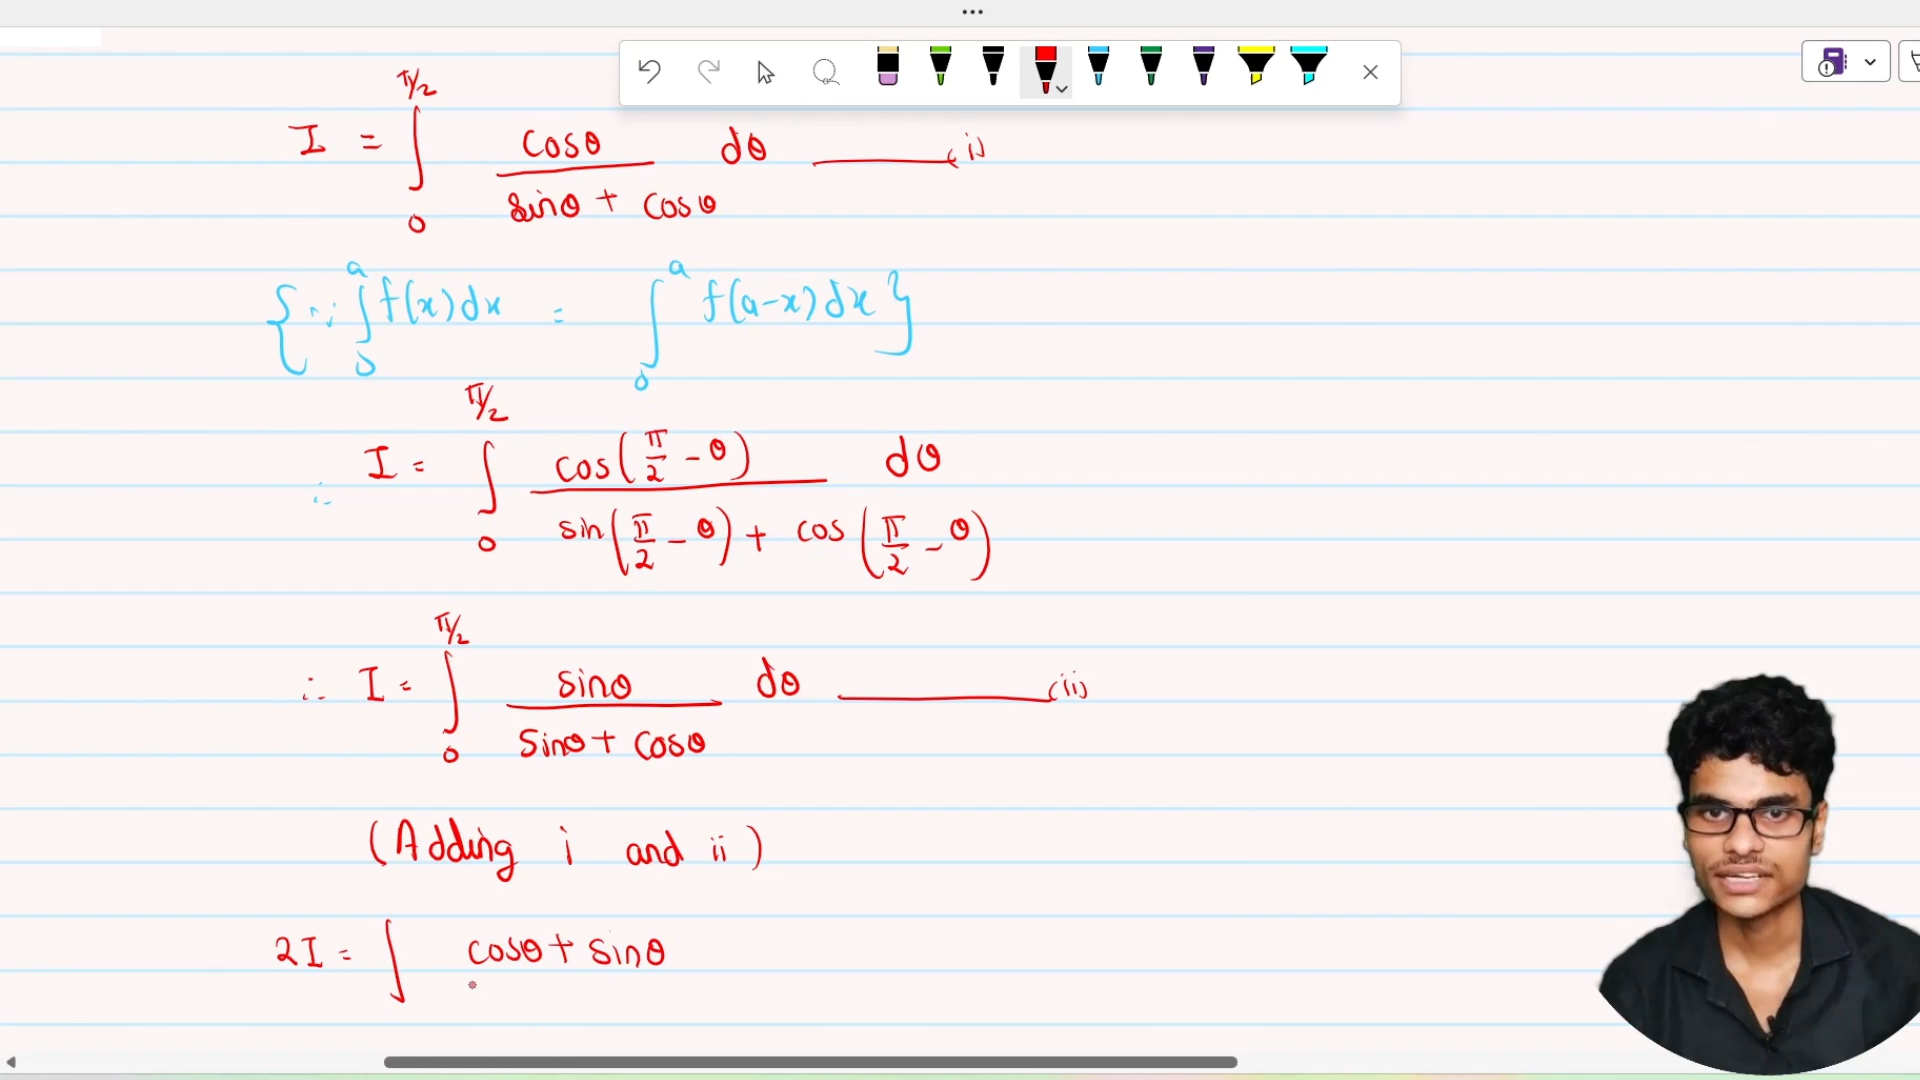 I = ∫₀^{π/2} cosθ / (sinθ + cosθ) dθ ——— (i)
{∵ ∫₀^a f(x)dx = ∫₀^a f(a-x)dx}
∴ I = ∫₀^{π/2} cos(π/2 - θ) / (sin(π/2 - θ) + cos(π/2 - θ)) dθ
∴ I = ∫₀^{π/2} sinθ / (sinθ + cosθ) dθ ——— (ii)
(Adding i and ii)
2I = ∫ cosθ + sinθ